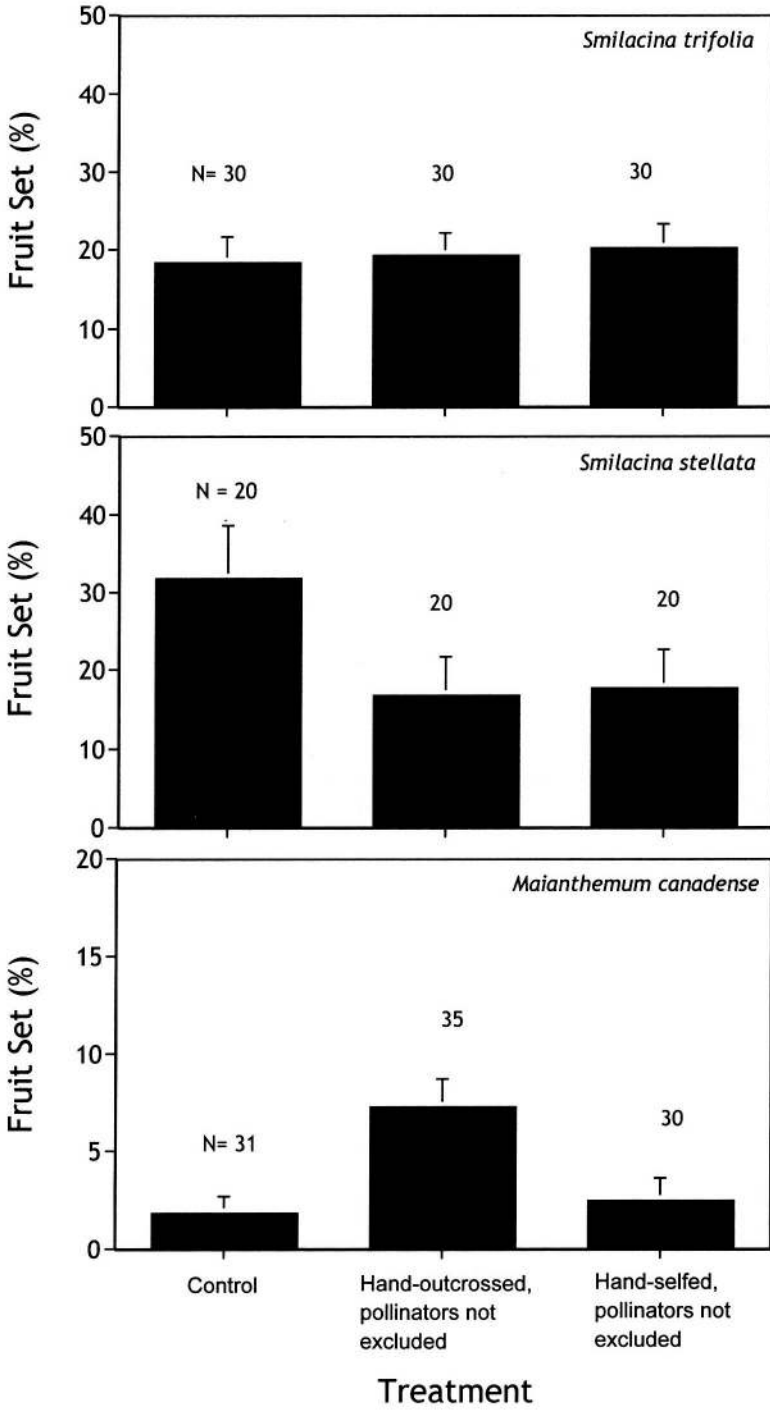 50
Smilacina trifolia
40
30
N= 30
30
30
20
10
0
Fruit Set (%)
50
Smilacina stellata
N = 20
40
30
20
20
20
10
0
Fruit Set (%)
20
Maianthemum canadense
15
35
10
30
N= 31
5
0
Fruit Set (%)
Control
Hand-outcrossed,
pollinators not
excluded
Hand-selfed,
pollinators not
excluded
Treatment